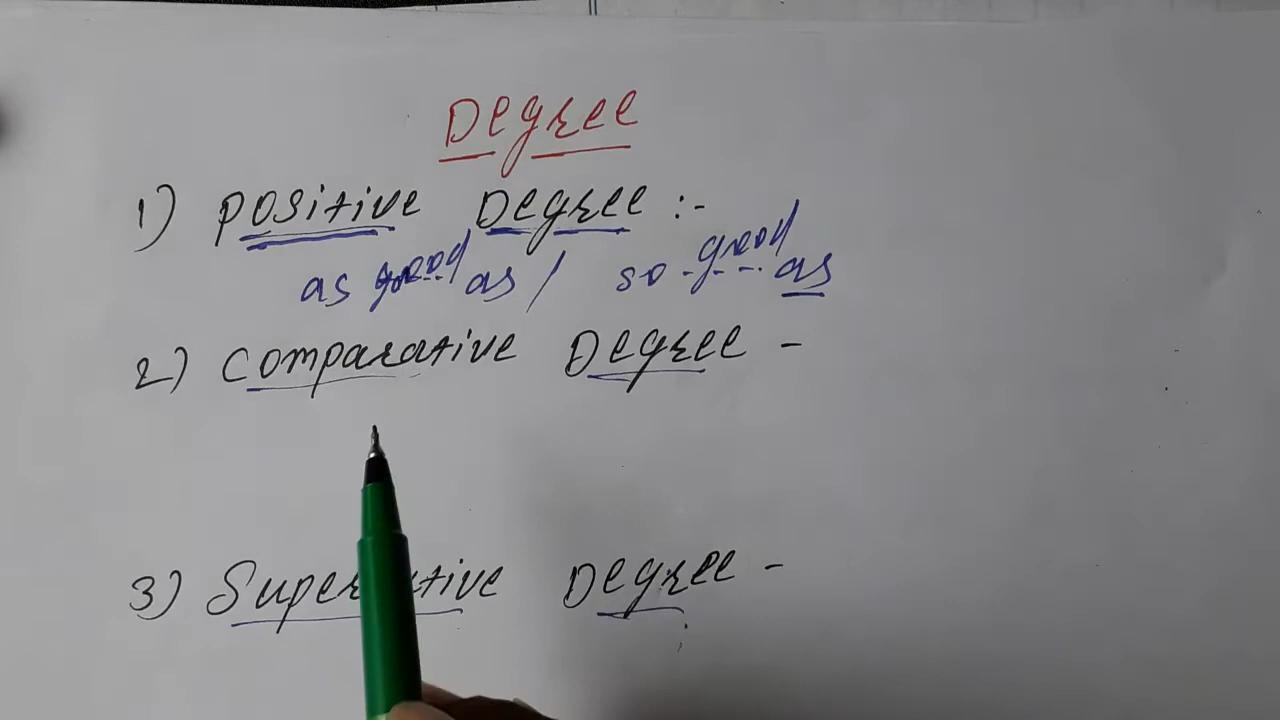 Degree
1) Positive Degree :-
as good as / so good as
2) Comparative Degree -
3) Superlative Degree -